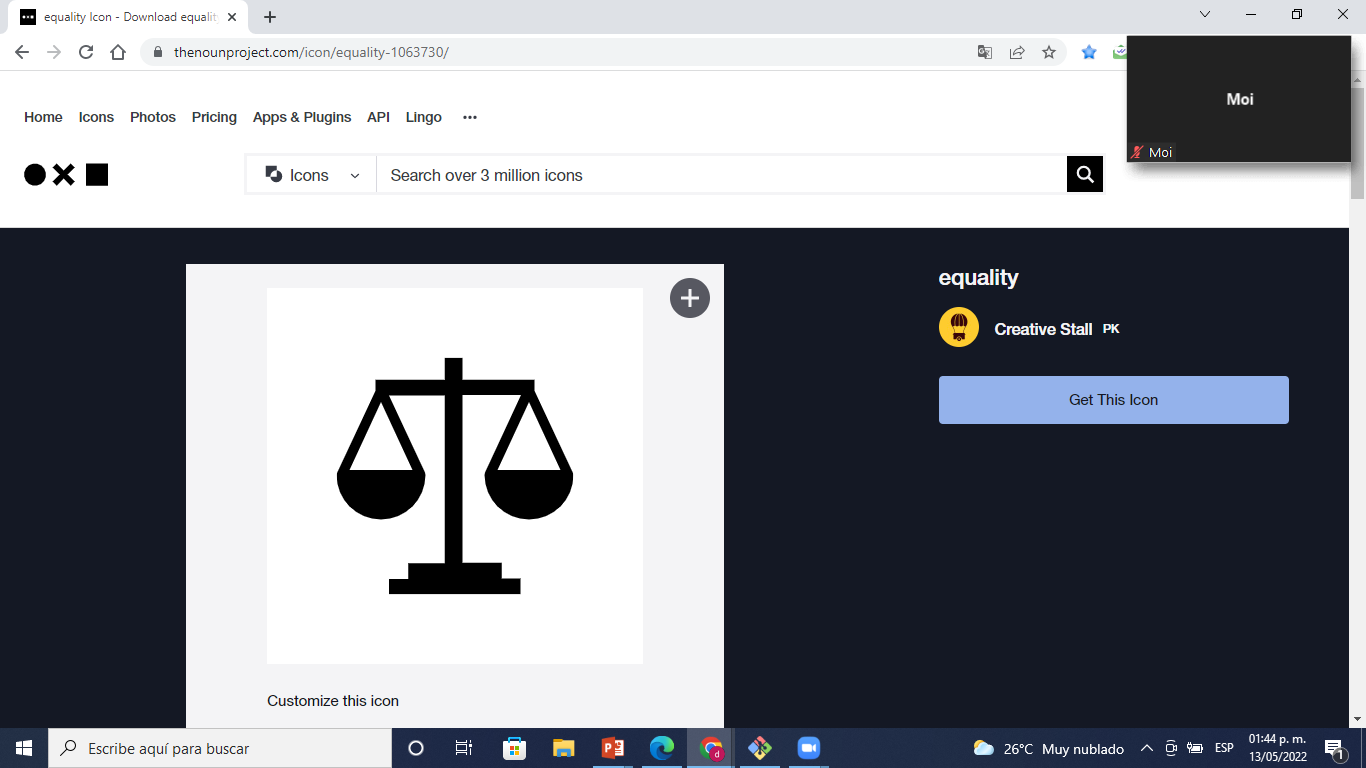 equality Icon - Download equalit
thenounproject.com/icon/equality-1063730/
Moi
Moi
Home Icons Photos Pricing Apps & Plugins API Lingo
Icons Search over 3 million icons
equality
Creative Stall PK
Get This Icon
Customize this icon
Escribe aquí para buscar
26°C Muy nublado ESP 01:44 p. m.
13/05/2022
1